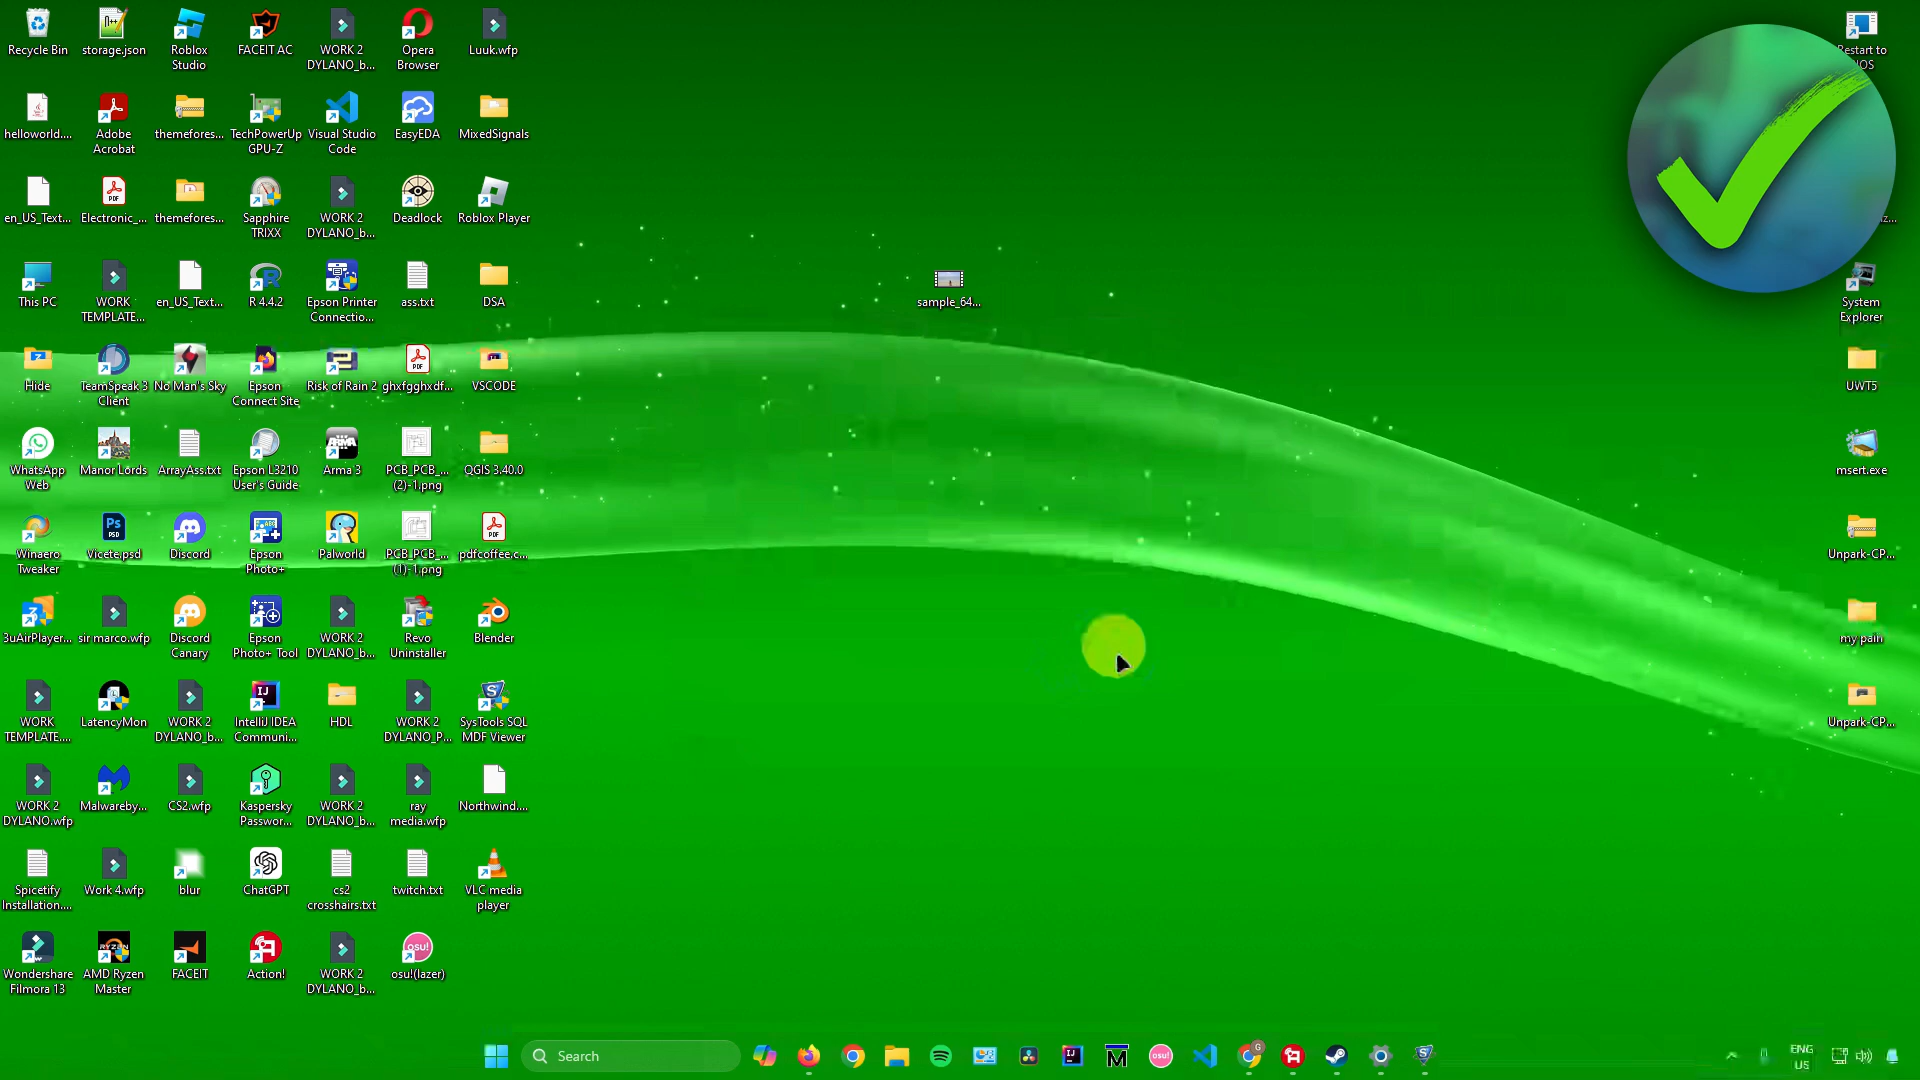 Recycle Bin
storage.json
Roblox
Studio
FACEIT AC
WORK 2
DYLANO_b...
Opera
Browser
Luuk.wfp
Restart to
helloworld....
Adobe
Acrobat
themefores...
TechPowerUp
GPU-Z
Visual Studio
Code
EasyEDA
MixedSignals
en_US_Text...
Electronic_...
themefores...
Sapphire
TRIXX
WORK 2
DYLANO_b...
Deadlock
Roblox Player
This PC
WORK
TEMPLATE...
en_US_Text...
R 4.4.2
Epson Printer
Connectio...
ass.txt
DSA
sample_64...
System
Explorer
Hide
TeamSpeak 3
Client
No Man's Sky
Epson
Connect Site
Risk of Rain 2
ghxfgghxdf...
VSCODE
UWT5
WhatsApp
Web
Manor Lords
ArrayAss.txt
Epson L3210
User's Guide
Arma 3
PCB_PCB_...
(2)-1.png
QGIS 3.40.0
msert.exe
Winaero
Tweaker
Vicete.psd
Discord
Epson
Photo+
Palworld
PCB_PCB_...
(1)-1.png
pdfcoffee.c...
Unpark-CP...
3uAirPlayer...
sir marco.wfp
Discord
Canary
Epson
Photo+ Tool
WORK 2
DYLANO_b...
Revo
Uninstaller
Blender
my pain
WORK
TEMPLATE....
LatencyMon
WORK 2
DYLANO_b...
IntelliJ IDEA
Communi...
HDL
WORK 2
DYLANO_P...
SysTools SQL
MDF Viewer
Unpark-CP...
WORK 2
DYLANO.wfp
Malwareby...
CS2.wfp
Kaspersky
Passwor...
WORK 2
DYLANO_b...
ray
media.wfp
Northwind....
Spicetify
Installation....
Work 4.wfp
blur
ChatGPT
cs2
crosshairs.txt
twitch.txt
VLC media
player
Wondershare
Filmora 13
AMD Ryzen
Master
FACEIT
Action!
WORK 2
DYLANO_b...
osu!(lazer)
Search
ENG
US